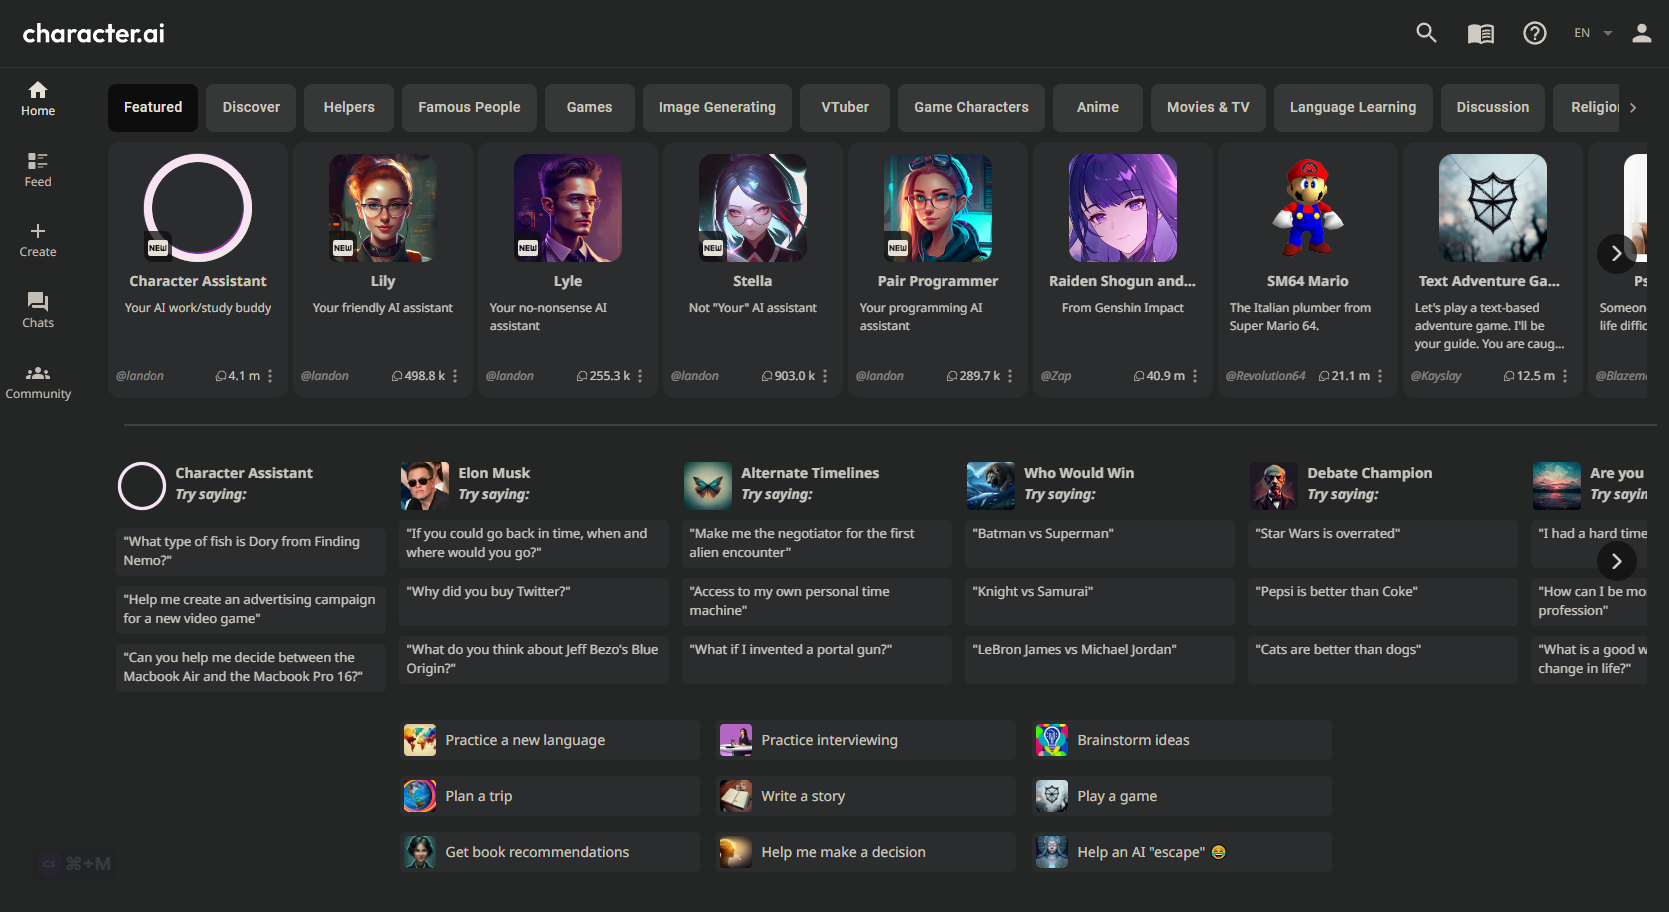 character.ai
EN
Home
Feed
Create
Chats
Community
Featured
Discover
Helpers
Famous People
Games
Image Generating
VTuber
Game Characters
Anime
Movies & TV
Language Learning
Discussion
Religio
NEW
Character Assistant
Your AI work/study buddy
@landon
4.1 m
NEW
Lily
Your friendly AI assistant
@landon
498.8 k
NEW
Lyle
Your no-nonsense AI
assistant
@landon
255.3 k
NEW
Stella
Not "Your" AI assistant
@landon
903.0 k
NEW
Pair Programmer
Your programming AI
assistant
@landon
289.7 k
Raiden Shogun and...
From Genshin Impact
@Zap
40.9 m
SM64 Mario
The Italian plumber from
Super Mario 64.
@Revolution64
21.1 m
Text Adventure Ga...
Let's play a text-based
adventure game. I'll be
your guide. You are caug...
@Kayslay
12.5 m
Ps
Someon
life diffic
@Blazem
Character Assistant
Try saying:
"What type of fish is Dory from Finding
Nemo?"
"Help me create an advertising campaign
for a new video game"
"Can you help me decide between the
Macbook Air and the Macbook Pro 16?"
Elon Musk
Try saying:
"If you could go back in time, when and
where would you go?"
"Why did you buy Twitter?"
"What do you think about Jeff Bezo's Blue
Origin?"
Alternate Timelines
Try saying:
"Make me the negotiator for the first
alien encounter"
"Access to my own personal time
machine"
"What if I invented a portal gun?"
Who Would Win
Try saying:
"Batman vs Superman"
"Knight vs Samurai"
"LeBron James vs Michael Jordan"
Debate Champion
Try saying:
"Star Wars is overrated"
"Pepsi is better than Coke"
"Cats are better than dogs"
Are you
Try sayin
"I had a hard time
"How can I be mo
profession"
"What is a good w
change in life?"
Practice a new language
Practice interviewing
Brainstorm ideas
Plan a trip
Write a story
Play a game
Get book recommendations
Help me make a decision
Help an AI "escape" 😂
⌘+M